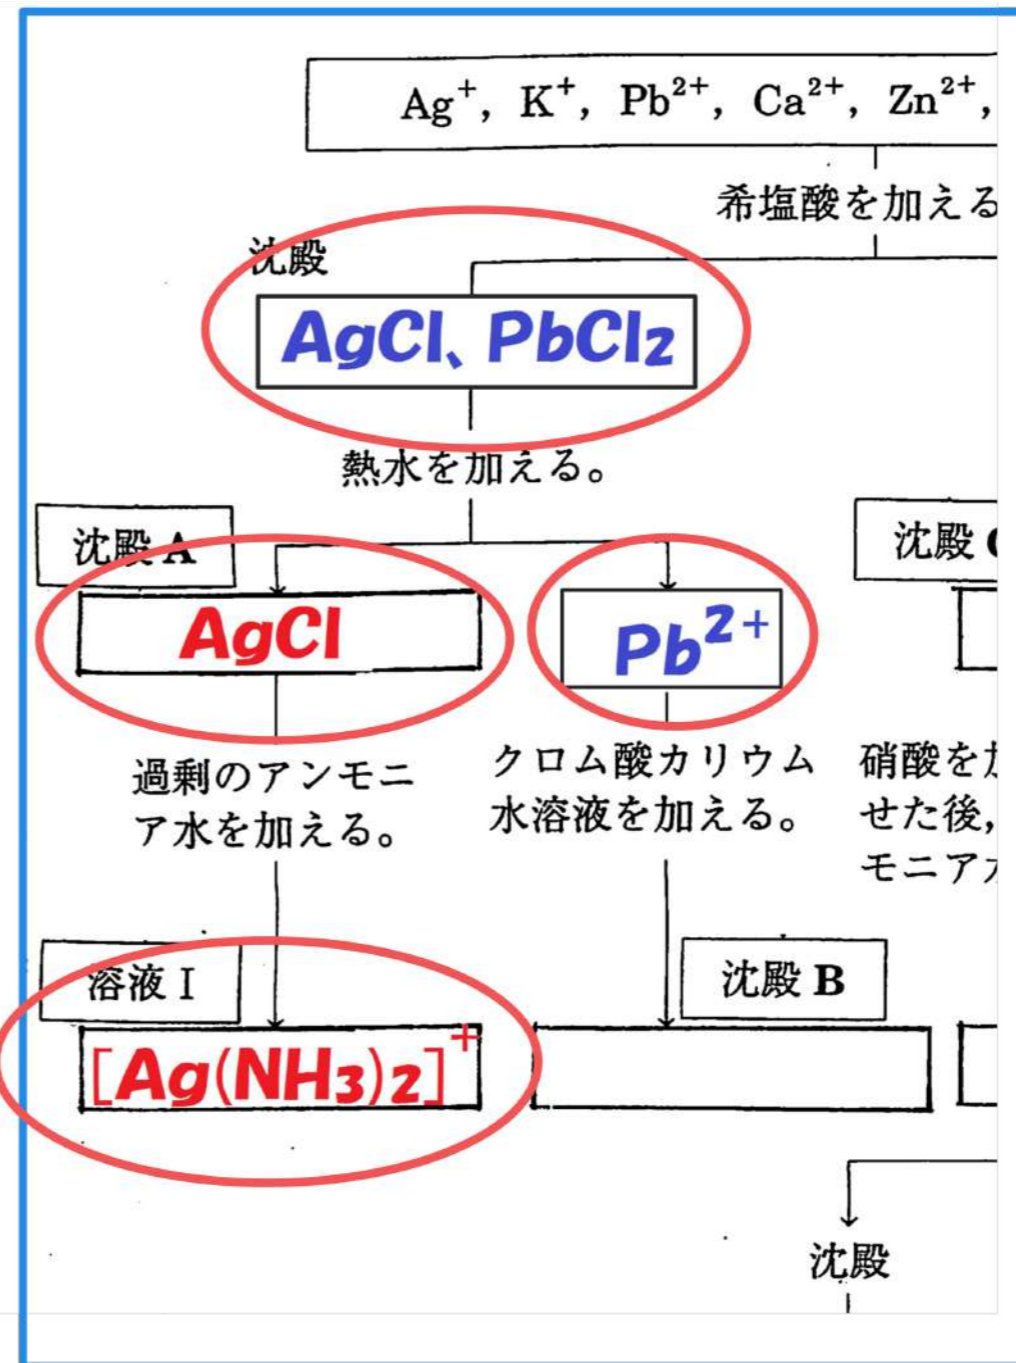 Ag⁺, K⁺, Pb²⁺, Ca²⁺, Zn²⁺,
希塩酸を加える
沈殿
AgCl、PbCl₂
熱水を加える。
沈殿 A
沈殿
AgCl
Pb²⁺
過剰のアンモニ
ア水を加える。
クロム酸カリウム
水溶液を加える。
硝酸を
せた後,
モニア
溶液 I
沈殿 B
[Ag(NH₃)₂]⁺
沈殿